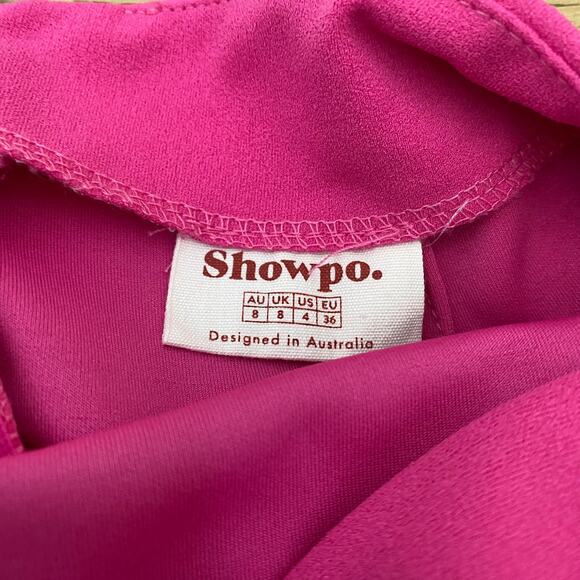 Showpo.
AU UK US EU
8 8 4 36
Designed in Australia